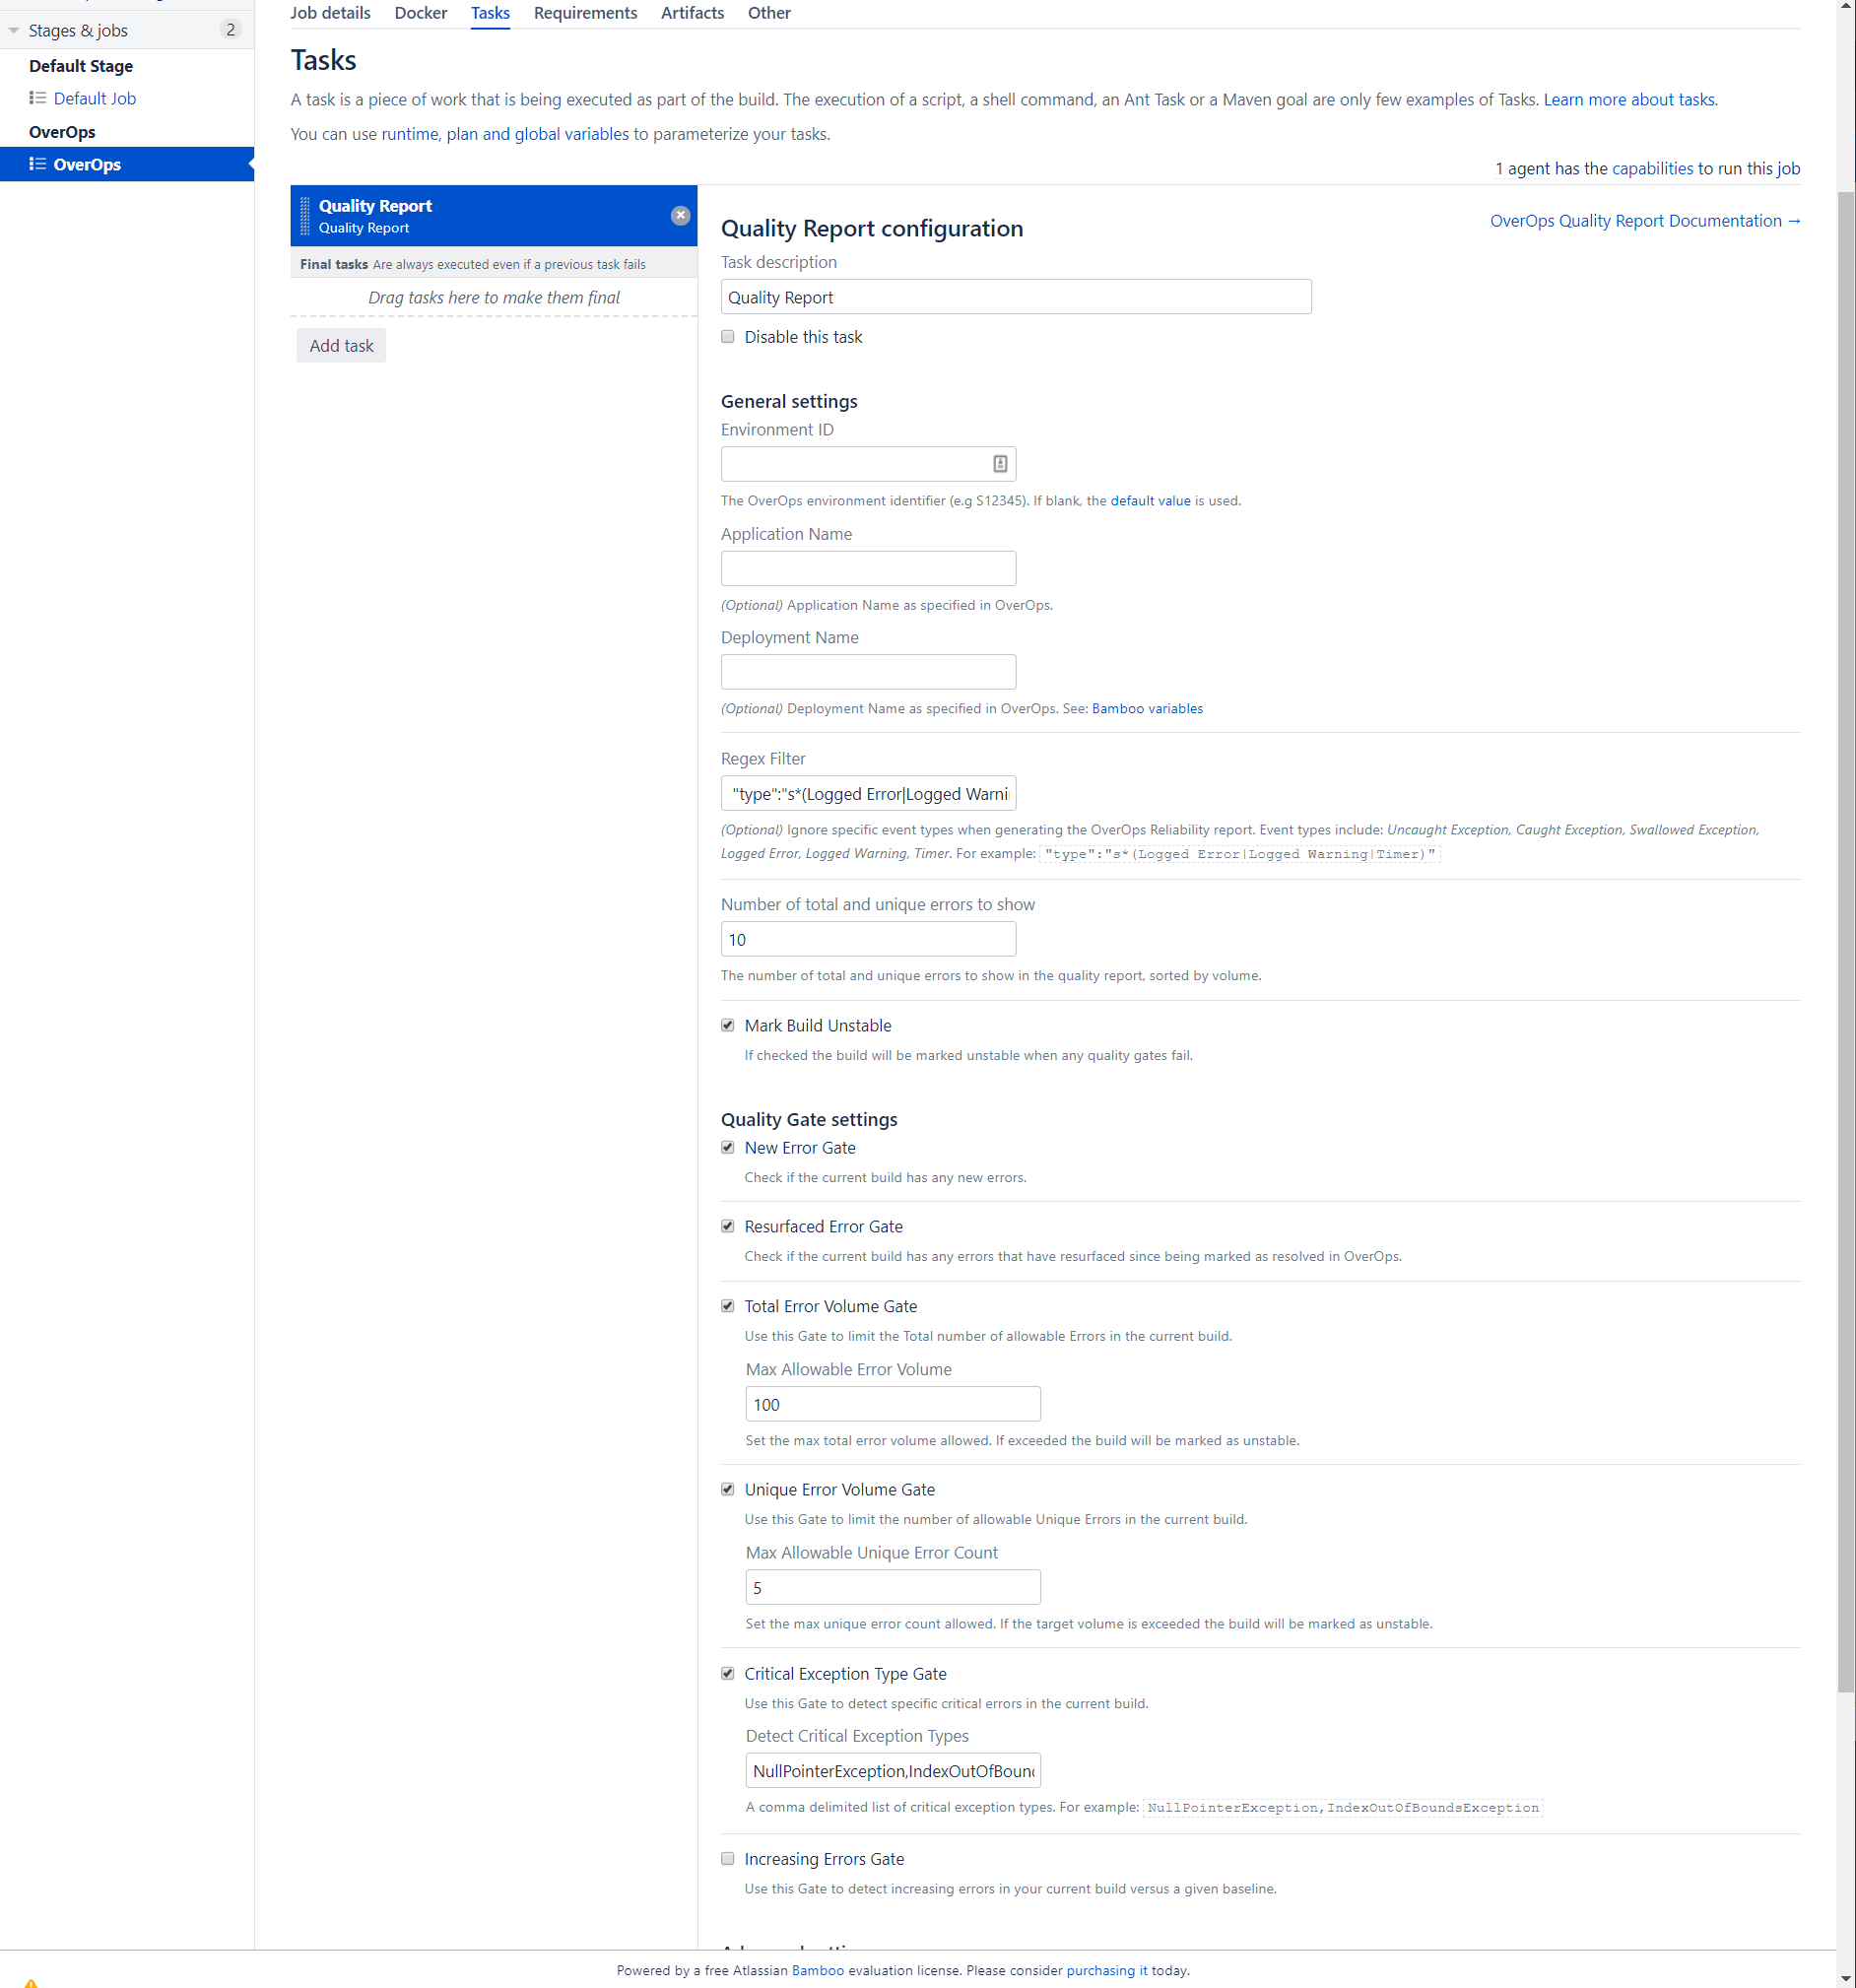 Stages & jobs 2
Default Stage
Default Job
OverOps
OverOps
Job details Docker Tasks Requirements Artifacts Other
Tasks
A task is a piece of work that is being executed as part of the build. The execution of a script, a shell command, an Ant Task or a Maven goal are only few examples of Tasks. Learn more about tasks.
You can use runtime, plan and global variables to parameterize your tasks.
1 agent has the capabilities to run this job
Quality Report
Quality Report
Final tasks Are always executed even if a previous task fails
Drag tasks here to make them final
Add task
Quality Report configuration
OverOps Quality Report Documentation →
Task description
Quality Report
Disable this task
General settings
Environment ID
The OverOps environment identifier (e.g S12345). If blank, the default value is used.
Application Name
(Optional) Application Name as specified in OverOps.
Deployment Name
(Optional) Deployment Name as specified in OverOps. See: Bamboo variables
Regex Filter
"type":"s*(Logged Error|Logged Warni
(Optional) Ignore specific event types when generating the OverOps Reliability report. Event types include: Uncaught Exception, Caught Exception, Swallowed Exception,
Logged Error, Logged Warning, Timer. For example: "type":"s*(Logged Error|Logged Warning|Timer)"
Number of total and unique errors to show
10
The number of total and unique errors to show in the quality report, sorted by volume.
Mark Build Unstable
If checked the build will be marked unstable when any quality gates fail.
Quality Gate settings
New Error Gate
Check if the current build has any new errors.
Resurfaced Error Gate
Check if the current build has any errors that have resurfaced since being marked as resolved in OverOps.
Total Error Volume Gate
Use this Gate to limit the Total number of allowable Errors in the current build.
Max Allowable Error Volume
100
Set the max total error volume allowed. If exceeded the build will be marked as unstable.
Unique Error Volume Gate
Use this Gate to limit the number of allowable Unique Errors in the current build.
Max Allowable Unique Error Count
5
Set the max unique error count allowed. If the target volume is exceeded the build will be marked as unstable.
Critical Exception Type Gate
Use this Gate to detect specific critical errors in the current build.
Detect Critical Exception Types
NullPointerException,IndexOutOfBoun
A comma delimited list of critical exception types. For example: NullPointerException,IndexOutOfBoundsException
Increasing Errors Gate
Use this Gate to detect increasing errors in your current build versus a given baseline.
Powered by a free Atlassian Bamboo evaluation license. Please consider purchasing it today.